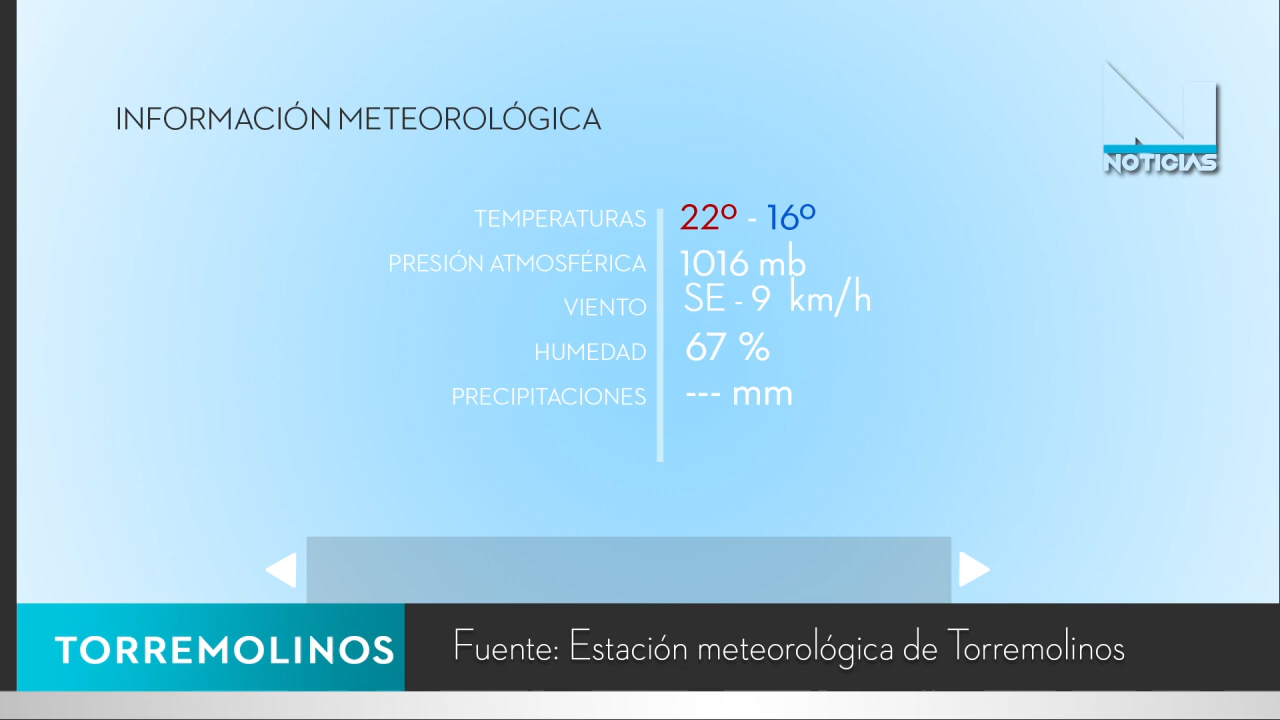 INFORMACIÓN METEOROLÓGICA
N
NOTICIAS
TEMPERATURAS 22º - 16º
PRESIÓN ATMOSFÉRICA 1016 mb
VIENTO SE - 9 km/h
HUMEDAD 67 %
PRECIPITACIONES --- mm
TORREMOLINOS Fuente: Estación meteorológica de Torremolinos